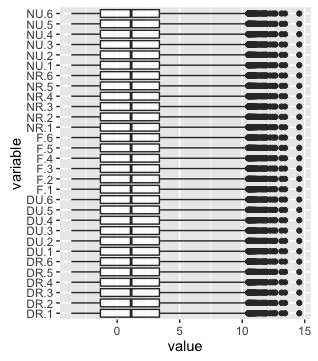 NU.6
NU.5
NU.4
NU.3
NU.2
NU.1
NR.6
NR.5
NR.4
NR.3
NR.2
NR.1
F.6
F.5
F.4
F.3
F.2
F.1
DU.6
DU.5
DU.4
DU.3
DU.2
DU.1
DR.6
DR.5
DR.4
DR.3
DR.2
DR.1
variable
0 5 10 15
value